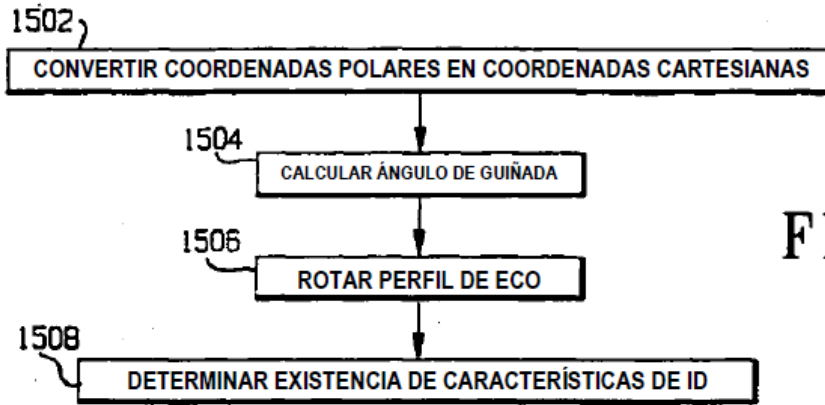 1502
CONVERTIR COORDENADAS POLARES EN COORDENADAS CARTESIANAS
1504
CALCULAR ÁNGULO DE GUIÑADA
1506
ROTAR PERFIL DE ECO
1508
DETERMINAR EXISTENCIA DE CARACTERÍSTICAS DE ID